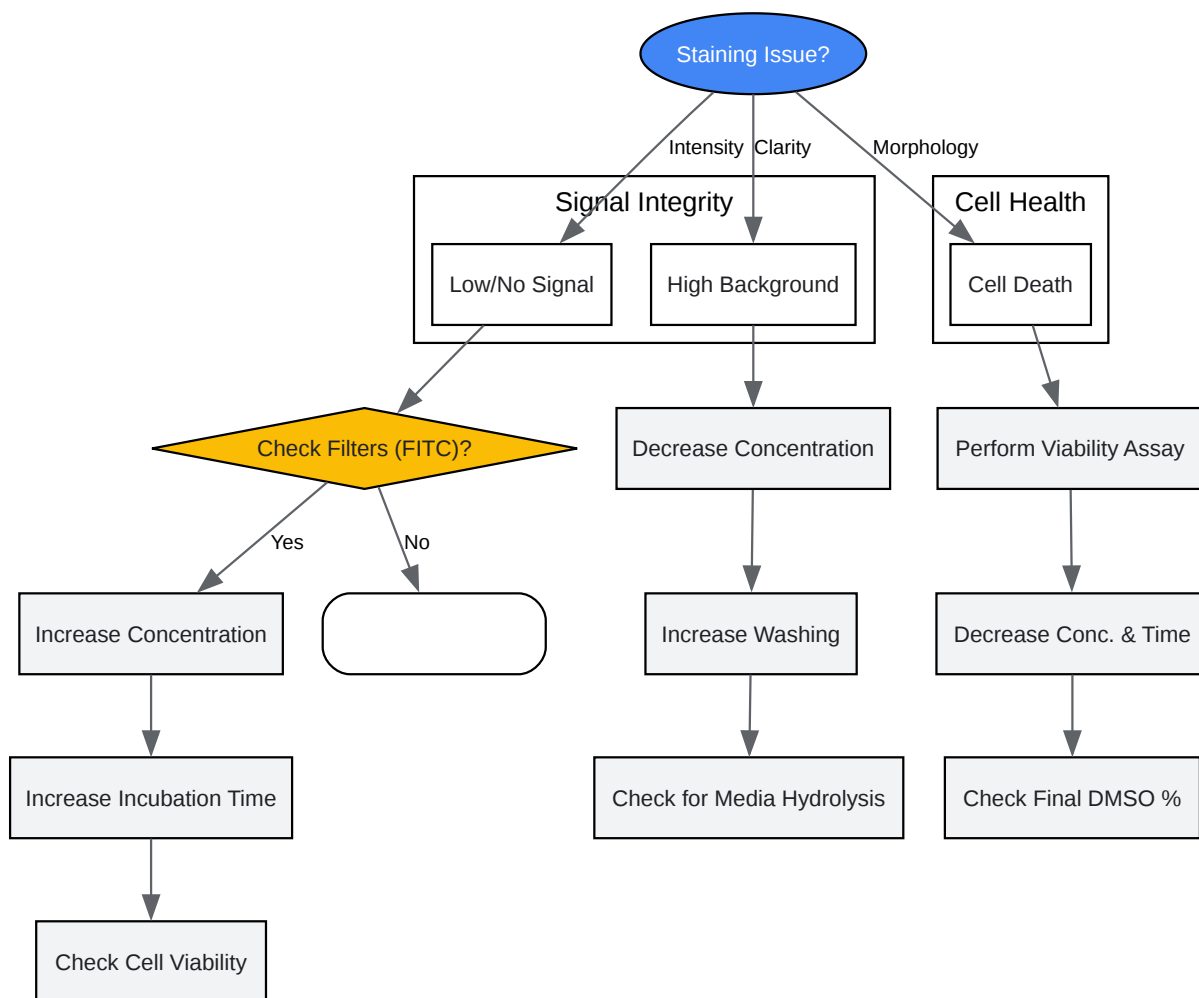 Staining Issue?
Intensity
Clarity
Morphology
Signal Integrity
Cell Health
Low/No Signal
High Background
Cell Death
Check Filters (FITC)?
Decrease Concentration
Perform Viability Assay
Yes
No
Increase Concentration
Increase Washing
Decrease Conc. & Time
Increase Incubation Time
Check for Media Hydrolysis
Check Final DMSO %
Check Cell Viability